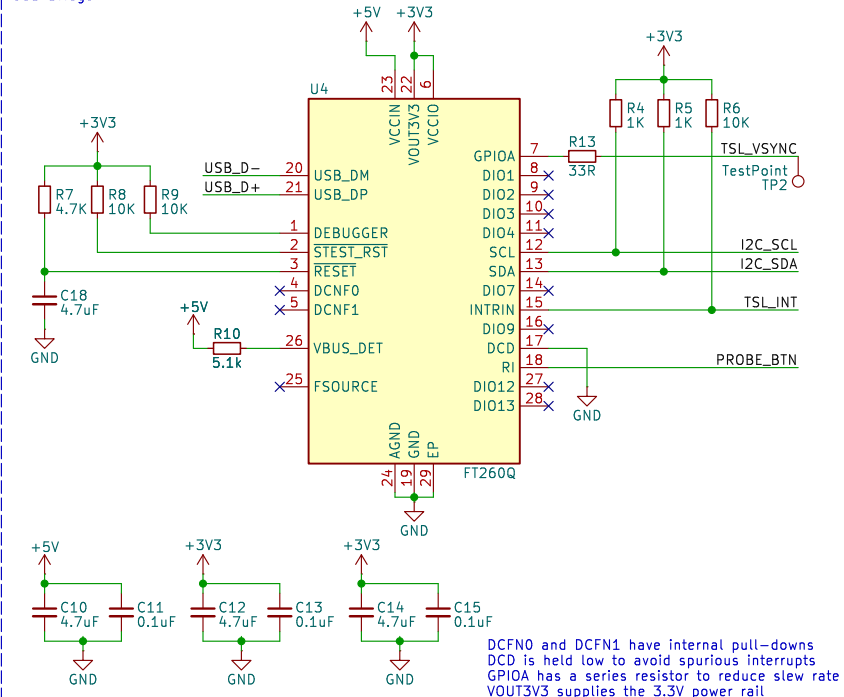 +5V
+3V3
U4
23
22
6
VCCIN
VOUT3V3
VCCIO
+3V3
R4
1K
R5
1K
R6
10K
+3V3
R7
4.7K
R8
10K
R9
10K
USB_D-
20
USB_DM
USB_D+
21
USB_DP
1
DEBUGGER
2
STEST_RST
3
RESET
4
DCNF0
5
DCNF1
26
VBUS_DET
25
FSOURCE
C18
4.7uF
GND
+5V
R10
5.1k
GPIOA
7
R13
33R
TSL_VSYNC
TestPoint
TP2
DIO1
8
DIO2
9
DIO3
10
DIO4
11
SCL
12
I2C_SCL
SDA
13
I2C_SDA
DIO7
14
INTRIN
15
TSL_INT
DIO9
16
DCD
17
RI
18
PROBE_BTN
DIO12
27
DIO13
28
GND
AGND
GND
EP
24
19
29
FT260Q
GND
+5V
C10
4.7uF
C11
0.1uF
GND
+3V3
C12
4.7uF
C13
0.1uF
GND
+3V3
C14
4.7uF
C15
0.1uF
GND
DCFN0 and DCFN1 have internal pull-downs
DCD is held low to avoid spurious interrupts
GPIOA has a series resistor to reduce slew rate
VOUT3V3 supplies the 3.3V power rail